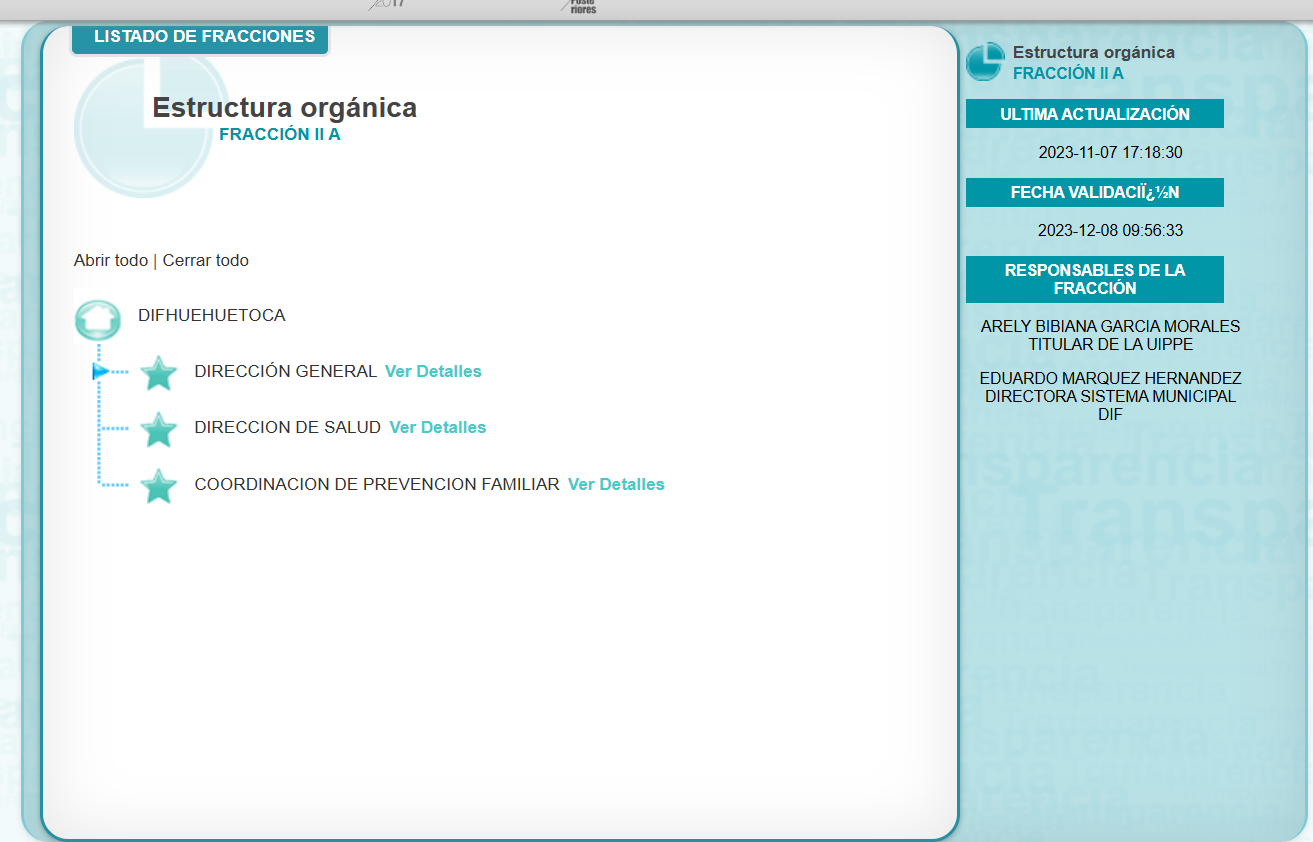 2017
Poste
riores
LISTADO DE FRACCIONES
Estructura orgánica
FRACCIÓN II A
Abrir todo | Cerrar todo
DIFHUEHUETOCA
DIRECCIÓN GENERAL Ver Detalles
DIRECCION DE SALUD Ver Detalles
COORDINACION DE PREVENCION FAMILIAR Ver Detalles
Estructura orgánica
FRACCIÓN II A
ULTIMA ACTUALIZACIÓN
2023-11-07 17:18:30
FECHA VALIDACIÏ¿½N
2023-12-08 09:56:33
RESPONSABLES DE LA
FRACCIÓN
ARELY BIBIANA GARCIA MORALES
TITULAR DE LA UIPPE
EDUARDO MARQUEZ HERNANDEZ
DIRECTORA SISTEMA MUNICIPAL
DIF